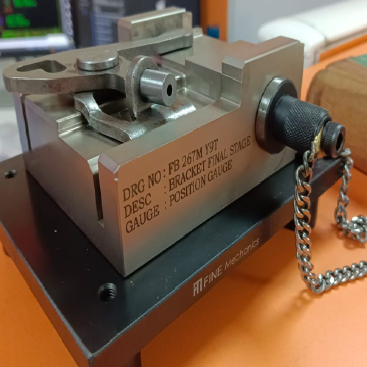 DRG NO : FB 267M Y9T
DESC : BRACKET FINAL STAGE
GAUGE : POSITION GAUGE
FINE Mechanics